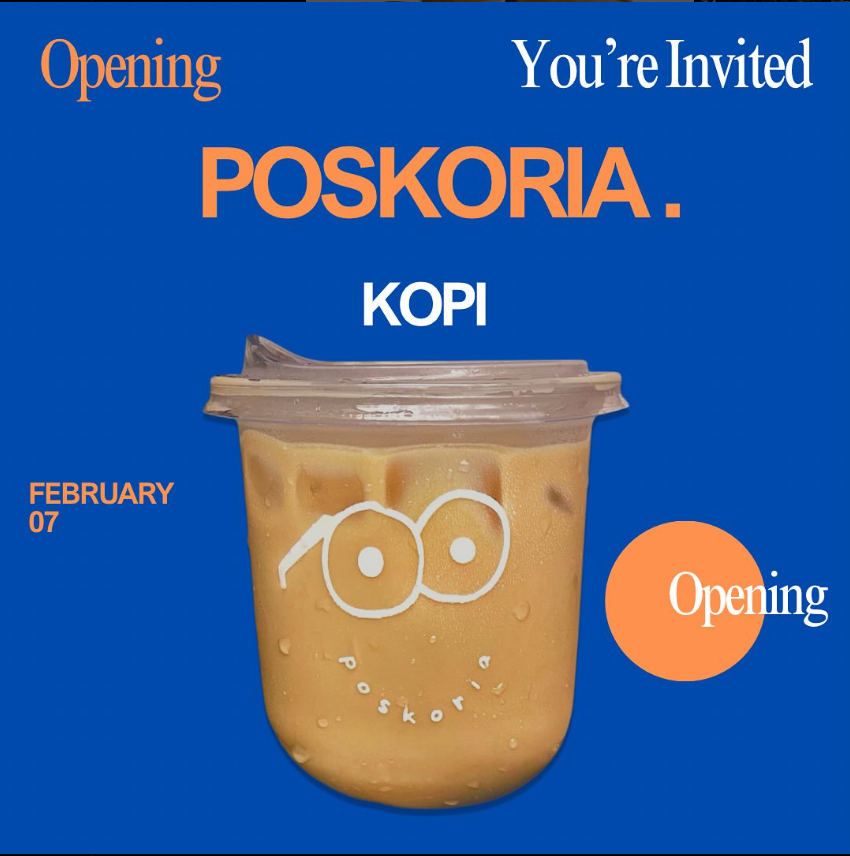 Opening
You’re Invited
POSKORIA .
KOPI
FEBRUARY
07
Opening
poskoria